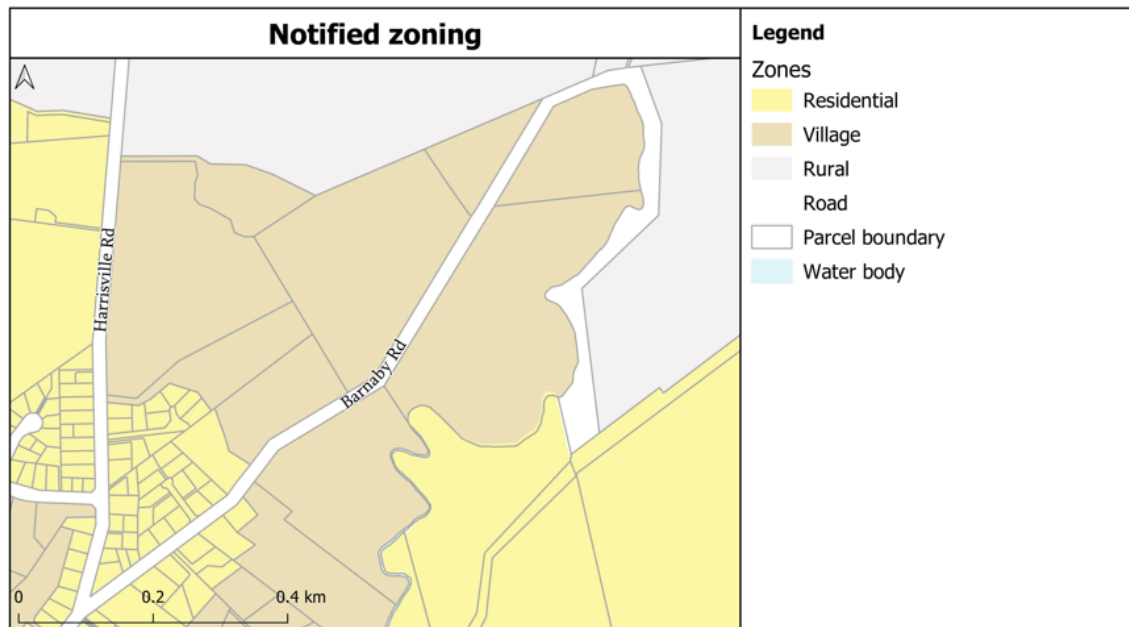 Notified zoning
Harrisville Rd
Barnaby Rd
0 0.2 0.4 km
Legend
Zones
Residential
Village
Rural
Road
Parcel boundary
Water body